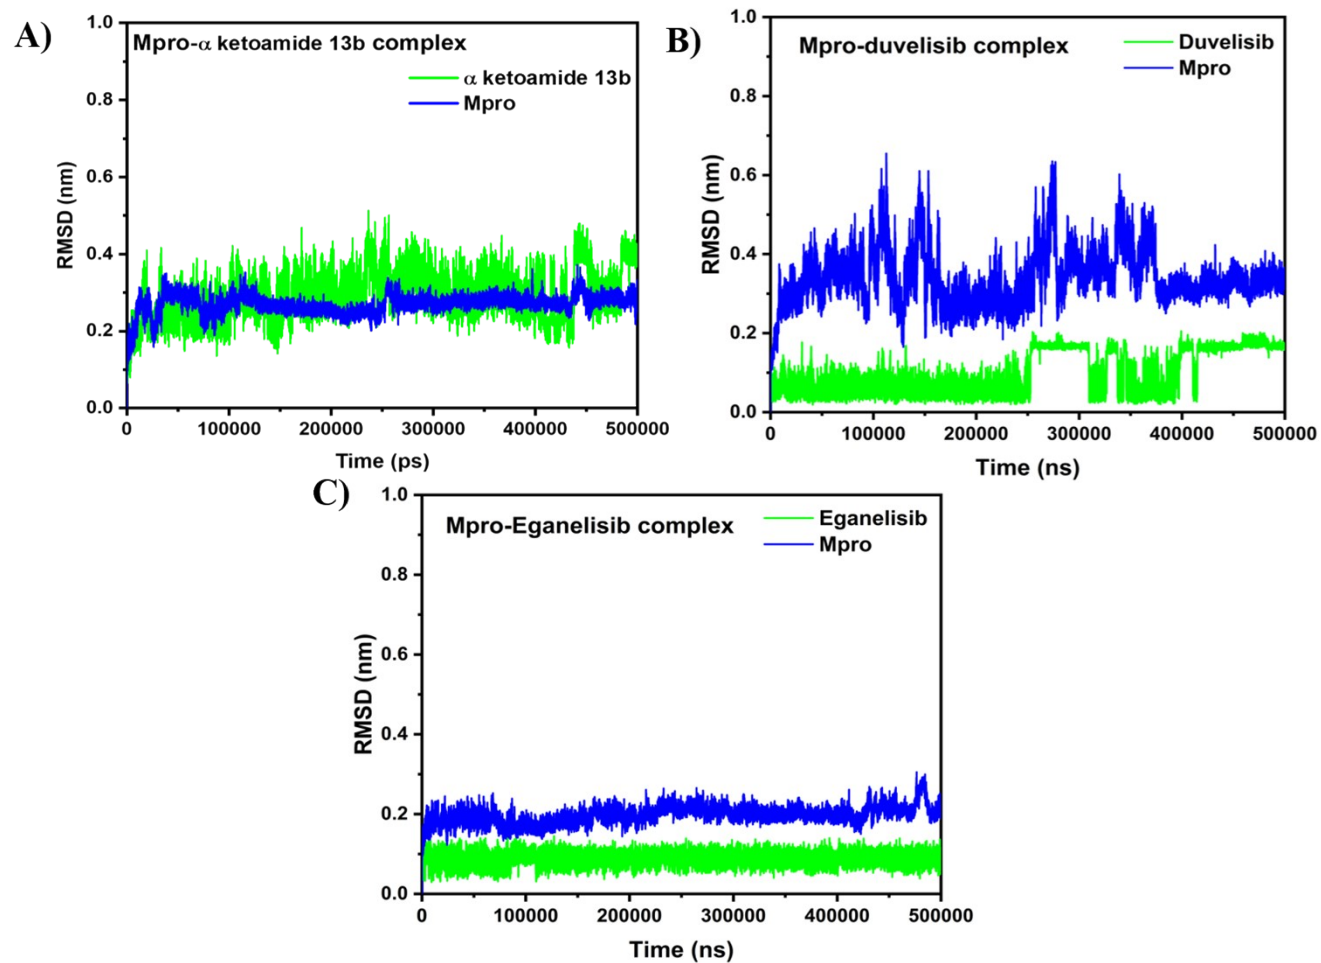 A)
Mpro-α ketoamide 13b complex
α ketoamide 13b
Mpro
RMSD (nm)
1.0
0.8
0.6
0.4
0.2
0.0
0 100000 200000 300000 400000 500000
Time (ps)
B)
Mpro-duvelisib complex
Duvelisib
Mpro
RMSD (nm)
1.0
0.8
0.6
0.4
0.2
0.0
0 100000 200000 300000 400000 500000
Time (ns)
C)
Mpro-Eganelisib complex
Eganelisib
Mpro
RMSD (nm)
1.0
0.8
0.6
0.4
0.2
0.0
0 100000 200000 300000 400000 500000
Time (ns)